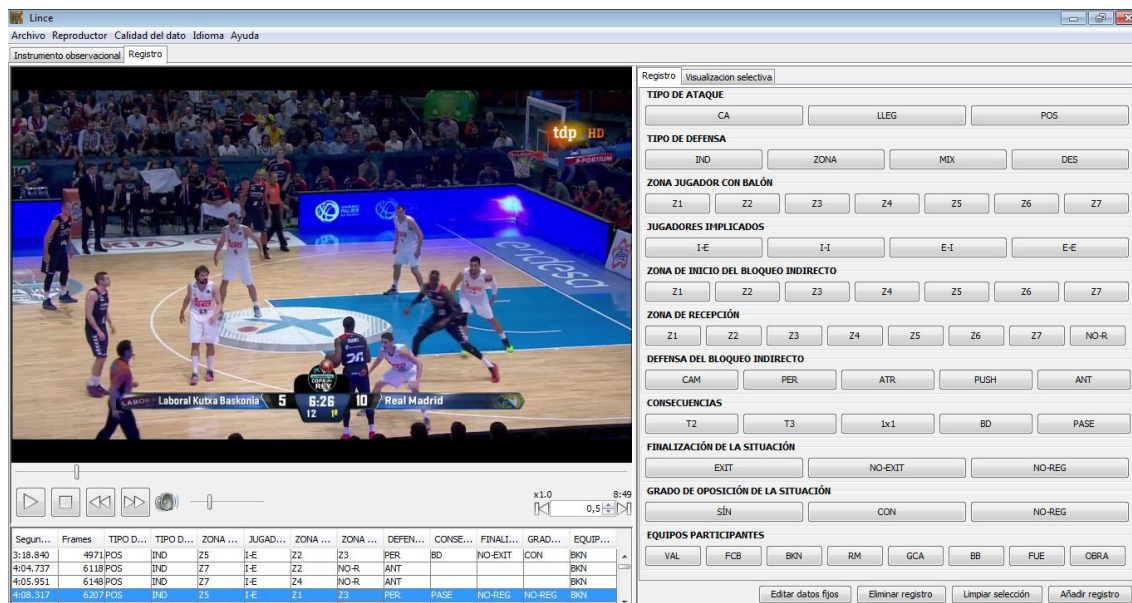 Lince
Archivo Reproductor Calidad del dato Idioma Ayuda
Instrumento observacional Registro
tdp HD
SPORTIUM
KIA
endesa
COPA DEL REY
Laboral Kutxa Baskonia 5 6:26 10 Real Madrid
12 1º
x1.0 8:49
0,5
Segun... Frames TIPO D... TIPO D... ZONA ... JUGAD... ZONA ... ZONA ... DEFEN... CONSE... FINALI... GRAD... EQUIP...
3:18.840 4971 POS IND Z5 I-E Z2 Z3 PER BD NO-EXIT CON BKN
4:04.737 6118 POS IND Z7 I-E Z2 NO-R ANT BKN
4:05.951 6148 POS IND Z7 I-E Z4 NO-R ANT BKN
4:08.317 6207 POS IND Z5 I-E Z1 Z3 PER PASE NO-REG NO-REG BKN
Registro Visualizacion selectiva
TIPO DE ATAQUE
CA LLEG POS
TIPO DE DEFENSA
IND ZONA MIX DES
ZONA JUGADOR CON BALÓN
Z1 Z2 Z3 Z4 Z5 Z6 Z7
JUGADORES IMPLICADOS
I-E I-I E-I E-E
ZONA DE INICIO DEL BLOQUEO INDIRECTO
Z1 Z2 Z3 Z4 Z5 Z6 Z7
ZONA DE RECEPCIÓN
Z1 Z2 Z3 Z4 Z5 Z6 Z7 NO-R
DEFENSA DEL BLOQUEO INDIRECTO
CAM PER ATR PUSH ANT
CONSECUENCIAS
T2 T3 1x1 BD PASE
FINALIZACIÓN DE LA SITUACIÓN
EXIT NO-EXIT NO-REG
GRADO DE OPOSICIÓN DE LA SITUACIÓN
SÍN CON NO-REG
EQUIPOS PARTICIPANTES
VAL FCB BKN RM GCA BB FUE OBRA
Editar datos fijos Eliminar registro Limpiar selección Añadir registro